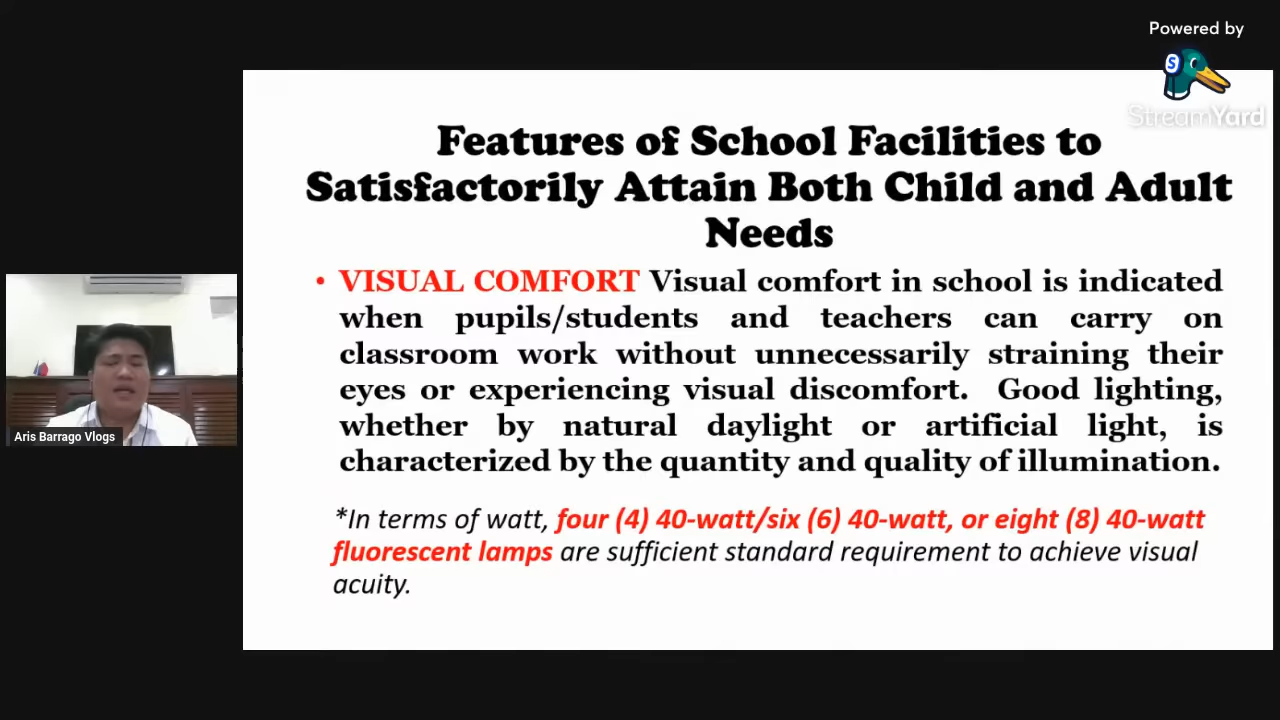 Powered by
StreamYard
Features of School Facilities to
Satisfactorily Attain Both Child and Adult
Needs
• VISUAL COMFORT Visual comfort in school is indicated
when pupils/students and teachers can carry on
classroom work without unnecessarily straining their
eyes or experiencing visual discomfort. Good lighting,
whether by natural daylight or artificial light, is
characterized by the quantity and quality of illumination.
*In terms of watt, four (4) 40-watt/six (6) 40-watt, or eight (8) 40-watt
fluorescent lamps are sufficient standard requirement to achieve visual
acuity.
Aris Barrago Vlogs